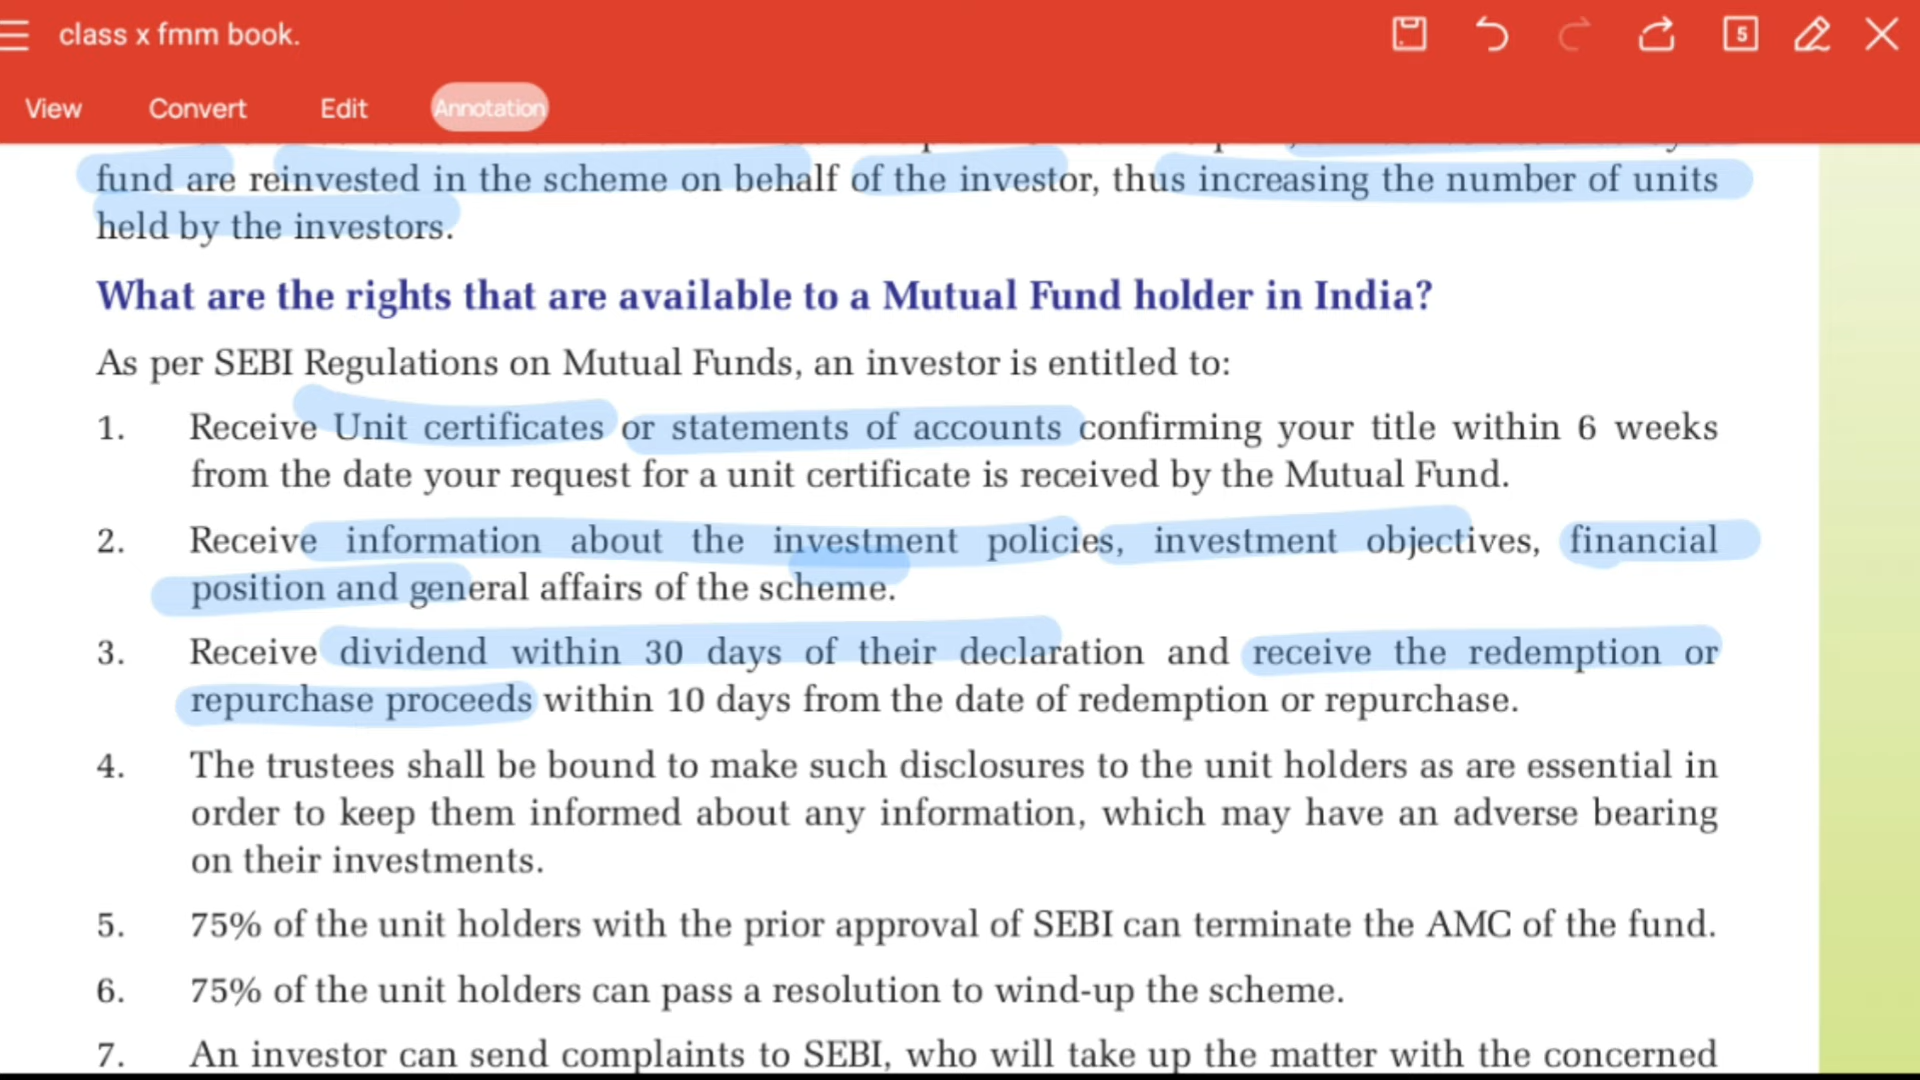 class x fmm book.
5
View Convert Edit Annotation
fund are reinvested in the scheme on behalf of the investor, thus increasing the number of units
held by the investors.
What are the rights that are available to a Mutual Fund holder in India?
As per SEBI Regulations on Mutual Funds, an investor is entitled to:
1. Receive Unit certificates or statements of accounts confirming your title within 6 weeks
from the date your request for a unit certificate is received by the Mutual Fund.
2. Receive information about the investment policies, investment objectives, financial
position and general affairs of the scheme.
3. Receive dividend within 30 days of their declaration and receive the redemption or
repurchase proceeds within 10 days from the date of redemption or repurchase.
4. The trustees shall be bound to make such disclosures to the unit holders as are essential in
order to keep them informed about any information, which may have an adverse bearing
on their investments.
5. 75% of the unit holders with the prior approval of SEBI can terminate the AMC of the fund.
6. 75% of the unit holders can pass a resolution to wind-up the scheme.
7. An investor can send complaints to SEBI, who will take up the matter with the concerned